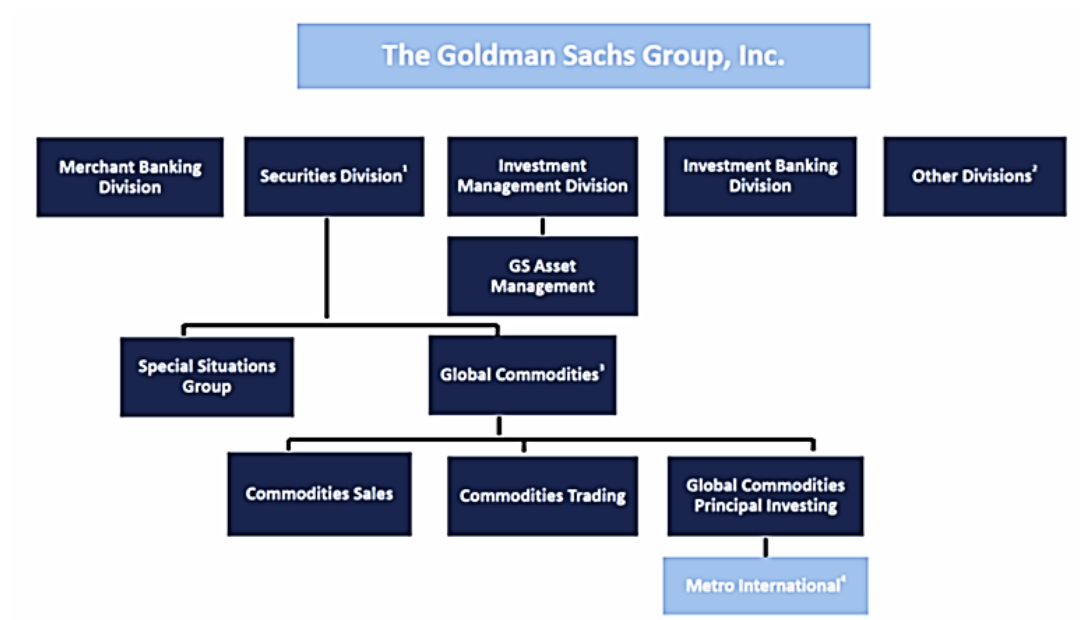 The Goldman Sachs Group, Inc.
Merchant Banking
Division
Securities Division¹
Investment
Management Division
Investment Banking
Division
Other Divisions²
GS Asset
Management
Special Situations
Group
Global Commodities³
Commodities Sales
Commodities Trading
Global Commodities
Principal Investing
Metro International⁴